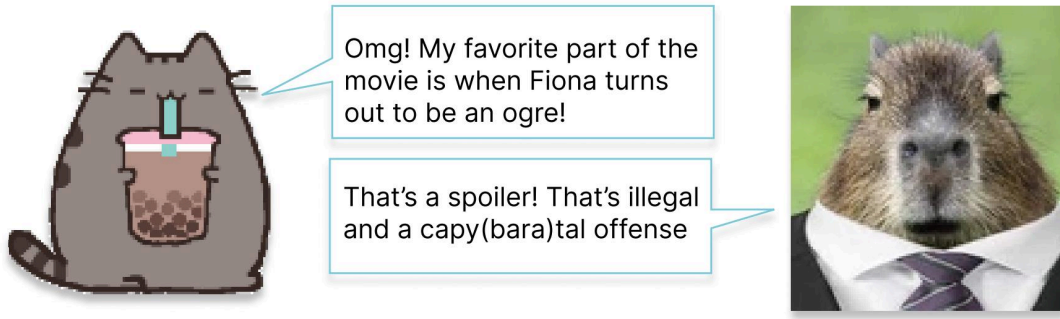 Omg! My favorite part of the
movie is when Fiona turns
out to be an ogre!
That’s a spoiler! That’s illegal
and a capy(bara)tal offense